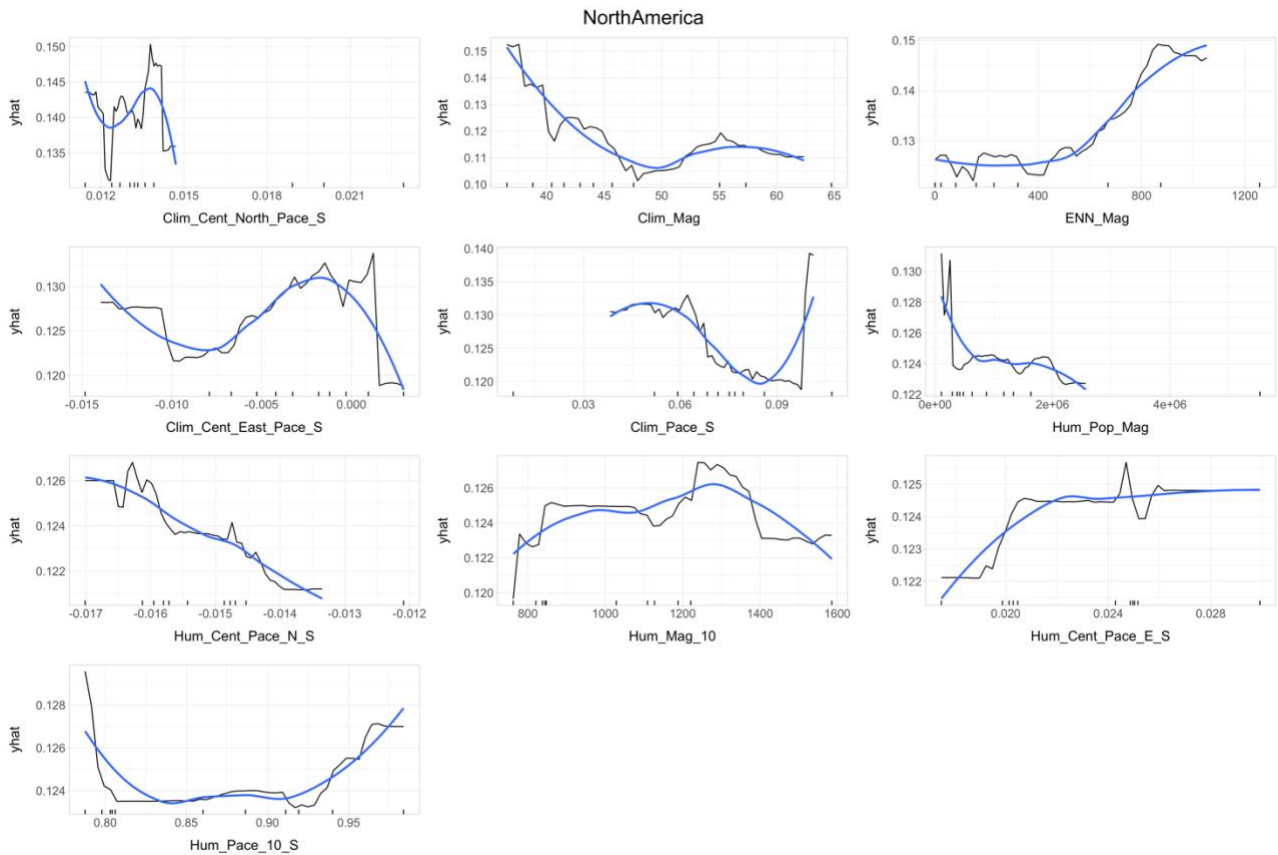 NorthAmerica
0.150
0.145
0.140
0.135
yhat
0.012 0.015 0.018 0.021
Clim_Cent_North_Pace_S
0.15
0.14
0.13
0.12
0.11
0.10
yhat
40 45 50 55 60 65
Clim_Mag
0.15
0.14
0.13
yhat
0 400 800 1200
ENN_Mag
0.130
0.125
0.120
yhat
-0.015 -0.010 -0.005 0.000
Clim_Cent_East_Pace_S
0.140
0.135
0.130
0.125
0.120
yhat
0.03 0.06 0.09
Clim_Pace_S
0.130
0.128
0.126
0.124
0.122
yhat
0e+00 2e+06 4e+06
Hum_Pop_Mag
0.126
0.124
0.122
yhat
-0.017 -0.016 -0.015 -0.014 -0.013 -0.012
Hum_Cent_Pace_N_S
0.126
0.124
0.122
0.120
yhat
800 1000 1200 1400 1600
Hum_Mag_10
0.125
0.124
0.123
0.122
yhat
0.020 0.024 0.028
Hum_Cent_Pace_E_S
0.128
0.126
0.124
yhat
0.80 0.85 0.90 0.95
Hum_Pace_10_S